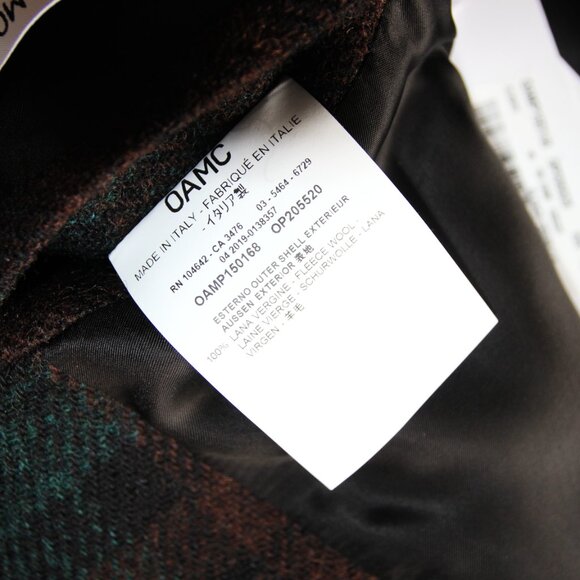 OAMC
MADE IN ITALY - FABRIQUÉ EN ITALIE
- イタリア製
RN 104642 - CA 3476 03 - 5464 - 6729
04 2019-0138357
OAMP150168 OP205520
ESTERNO OUTER SHELL EXTERIEUR
AUSSEN EXTERIOR 表地
100% LANA VERGINE - FLEECE WOOL -
LAINE VIERGE - SCHURWOLLE - LANA
VIRGEN - 羊毛